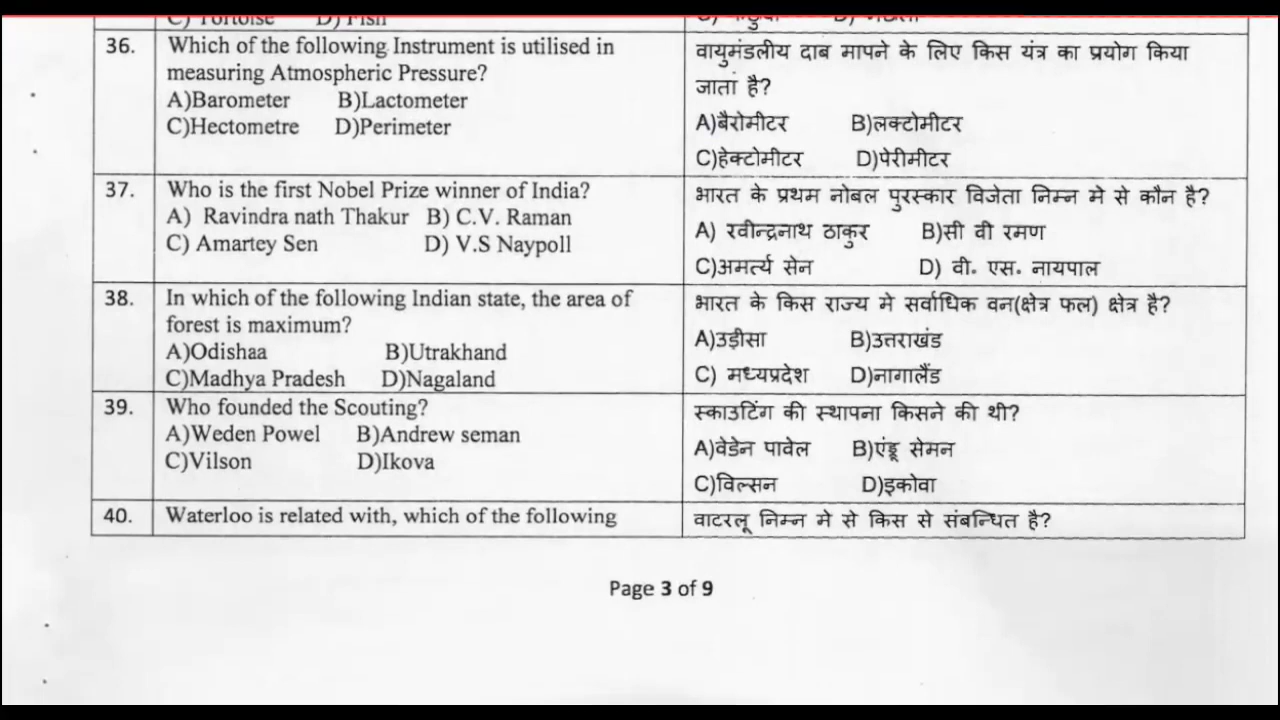 C) Tortoise D) Fish
36.
Which of the following Instrument is utilised in
measuring Atmospheric Pressure?
A)Barometer B)Lactometer
C)Hectometre D)Perimeter
वायुमंडलीय दाब मापने के लिए किस यंत्र का प्रयोग किया
जाता है?
A)बैरोमीटर B)लक्टोमीटर
C)हेक्टोमीटर D)पेरीमीटर
37.
Who is the first Nobel Prize winner of India?
A) Ravindra nath Thakur B) C.V. Raman
C) Amartey Sen D) V.S Naypoll
भारत के प्रथम नोबल पुरस्कार विजेता निम्न मे से कौन है?
A) रवीन्द्रनाथ ठाकुर B)सी वी रमण
C)अमर्त्य सेन D) वी. एस. नायपाल
38.
In which of the following Indian state, the area of
forest is maximum?
A)Odishaa B)Utrakhand
C)Madhya Pradesh D)Nagaland
भारत के किस राज्य मे सर्वाधिक वन(क्षेत्र फल) क्षेत्र है?
A)उड़ीसा B)उत्तराखंड
C) मध्यप्रदेश D)नागालैंड
39.
Who founded the Scouting?
A)Weden Powel B)Andrew seman
C)Vilson D)Ikova
स्काउटिंग की स्थापना किसने की थी?
A)वेडेन पावेल B)एंड्रू सेमन
C)विल्सन D)इकोवा
40.
Waterloo is related with, which of the following
वाटरलू निम्न मे से किस से संबन्धित है?
Page 3 of 9